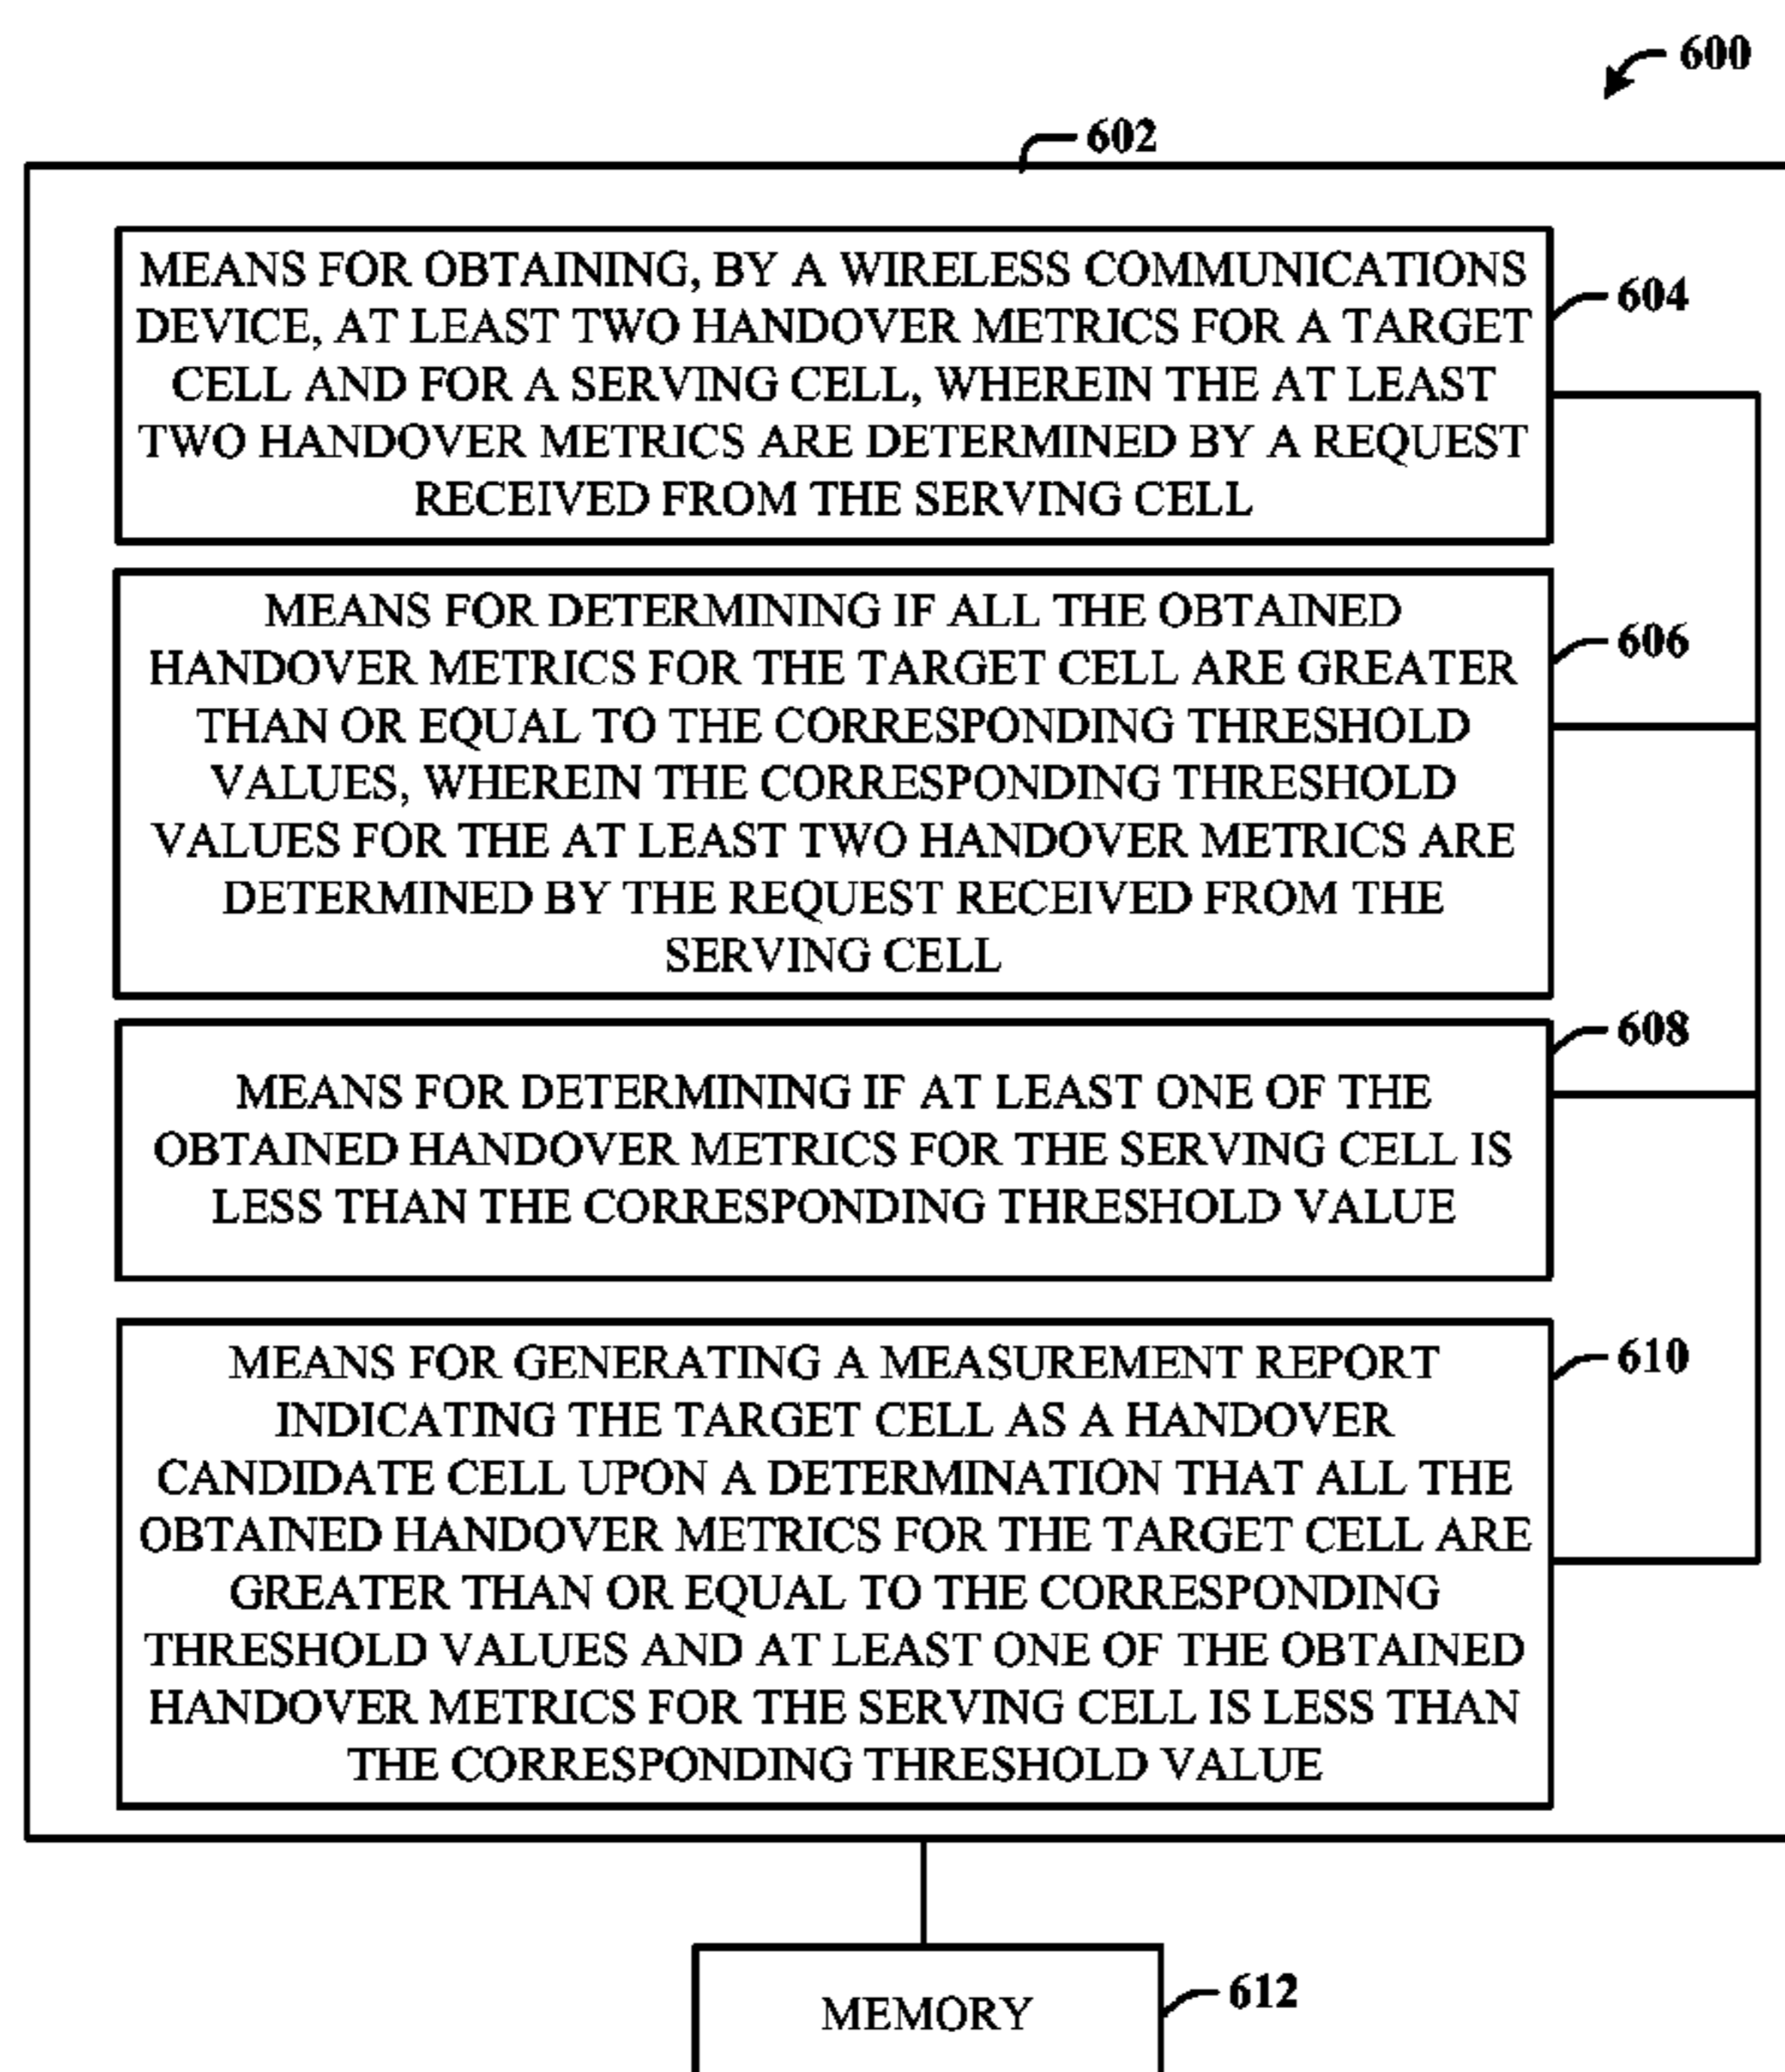 600
602
MEANS FOR OBTAINING, BY A WIRELESS COMMUNICATIONS
DEVICE, AT LEAST TWO HANDOVER METRICS FOR A TARGET
CELL AND FOR A SERVING CELL, WHEREIN THE AT LEAST
TWO HANDOVER METRICS ARE DETERMINED BY A REQUEST
RECEIVED FROM THE SERVING CELL
604
MEANS FOR DETERMINING IF ALL THE OBTAINED
HANDOVER METRICS FOR THE TARGET CELL ARE GREATER
THAN OR EQUAL TO THE CORRESPONDING THRESHOLD
VALUES, WHEREIN THE CORRESPONDING THRESHOLD
VALUES FOR THE AT LEAST TWO HANDOVER METRICS ARE
DETERMINED BY THE REQUEST RECEIVED FROM THE
SERVING CELL
606
MEANS FOR DETERMINING IF AT LEAST ONE OF THE
OBTAINED HANDOVER METRICS FOR THE SERVING CELL IS
LESS THAN THE CORRESPONDING THRESHOLD VALUE
608
MEANS FOR GENERATING A MEASUREMENT REPORT
INDICATING THE TARGET CELL AS A HANDOVER
CANDIDATE CELL UPON A DETERMINATION THAT ALL THE
OBTAINED HANDOVER METRICS FOR THE TARGET CELL ARE
GREATER THAN OR EQUAL TO THE CORRESPONDING
THRESHOLD VALUES AND AT LEAST ONE OF THE OBTAINED
HANDOVER METRICS FOR THE SERVING CELL IS LESS THAN
THE CORRESPONDING THRESHOLD VALUE
610
MEMORY
612